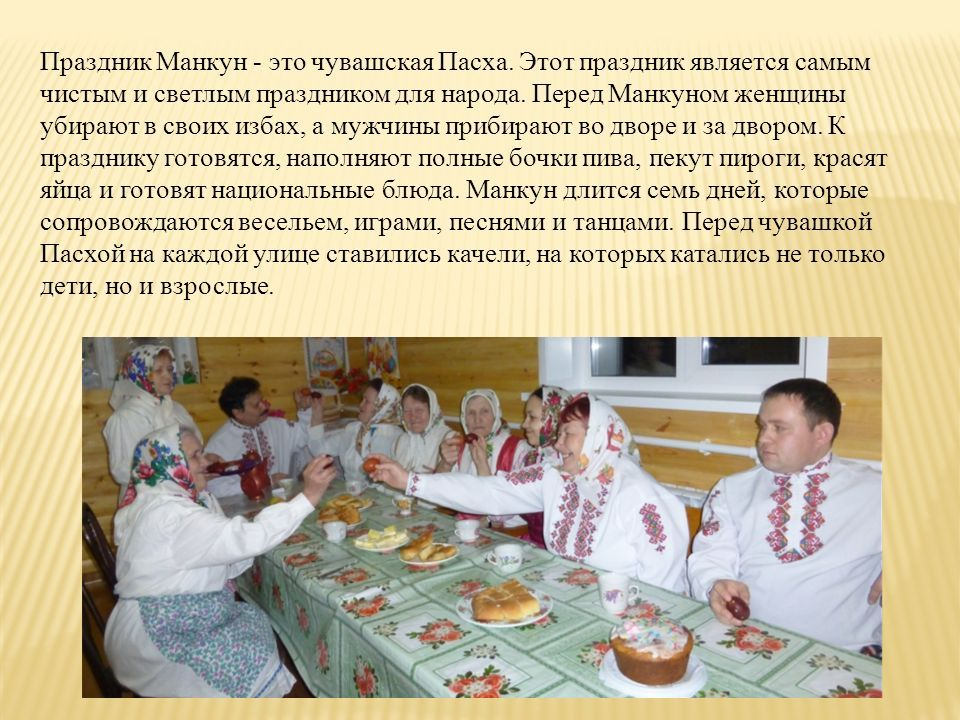 Праздник Манкун - это чувашская Пасха. Этот праздник является самым
чистым и светлым праздником для народа. Перед Манкуном женщины
убирают в своих избах, а мужчины прибирают во дворе и за двором. К
празднику готовятся, наполняют полные бочки пива, пекут пироги, красят
яйца и готовят национальные блюда. Манкун длится семь дней, которые
сопровождаются весельем, играми, песнями и танцами. Перед чувашкой
Пасхой на каждой улице ставились качели, на которых катались не только
дети, но и взрослые.